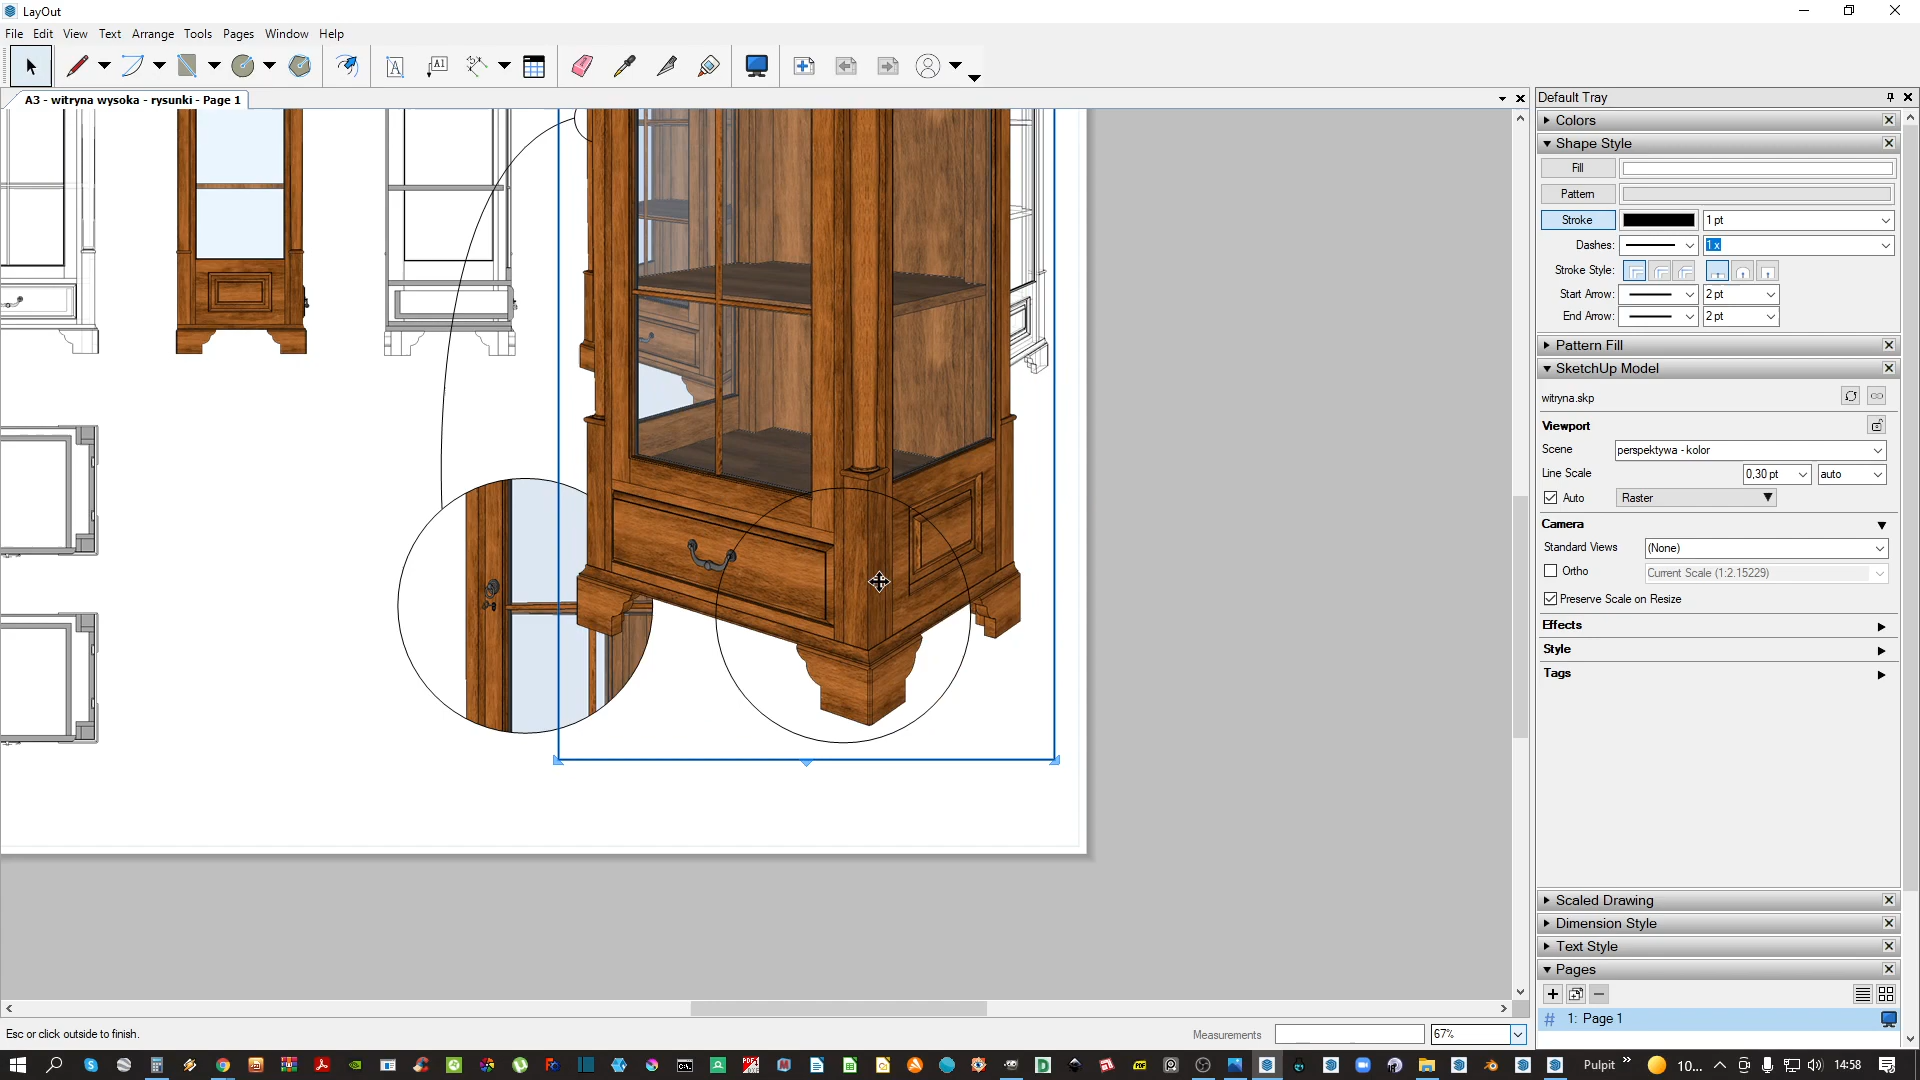 LayOut
File Edit View Text Arrange Tools Pages Window Help
A3 - witryna wysoka - rysunki - Page 1
Default Tray
Colors
Shape Style
Fill
Pattern
Stroke 1 pt
Dashes: 1 x
Stroke Style:
Start Arrow: 2 pt
End Arrow: 2 pt
Pattern Fill
SketchUp Model
witryna.skp
Viewport
Scene perspektywa - kolor
Line Scale 0,30 pt auto
Auto Raster
Camera
Standard Views (None)
Ortho Current Scale (1:2.15229)
Preserve Scale on Resize
Effects
Style
Tags
Scaled Drawing
Dimension Style
Text Style
Pages
1: Page 1
Esc or click outside to finish.
Measurements 67%
Pulpit 10... 14:58